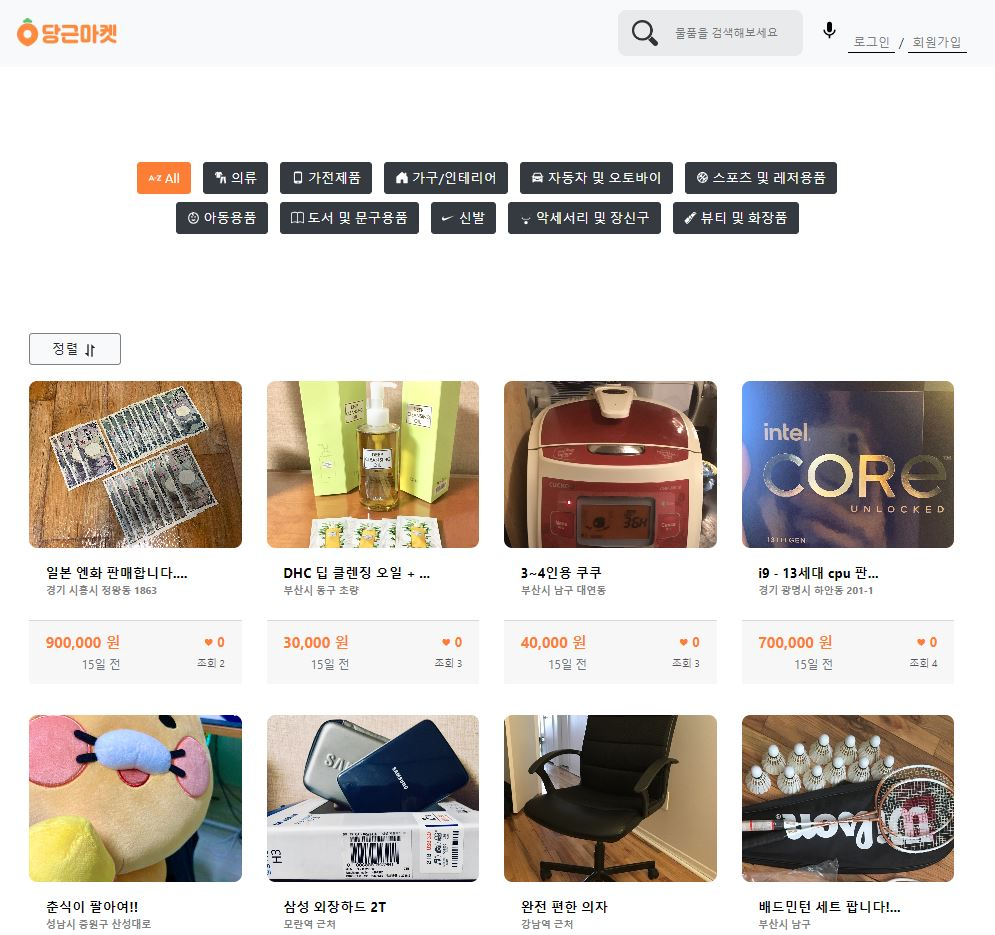 당근마켓
물품을 검색해보세요
로그인 / 회원가입
A-Z All 의류 가전제품 가구/인테리어 자동차 및 오토바이 스포츠 및 레저용품
아동용품 도서 및 문구용품 신발 악세서리 및 장신구 뷰티 및 화장품
정렬
DEEP CLEANSING OIL
CUCKOO
36H
intel.
CORE™
UNLOCKED
13TH GEN
일본 엔화 판매합니다....
경기 시흥시 정왕동 1863
900,000 원 0
15일 전 조회 2
DHC 딥 클렌징 오일 + ...
부산시 동구 초량
30,000 원 0
15일 전 조회 3
3~4인용 쿠쿠
부산시 남구 대연동
40,000 원 0
15일 전 조회 3
i9 - 13세대 cpu 판...
경기 광명시 하안동 201-1
700,000 원 0
15일 전 조회 4
SAMSUNG
H3
Wilson
춘식이 팔아여!!
성남시 중원구 산성대로
삼성 외장하드 2T
모란역 근처
완전 편한 의자
강남역 근처
배드민턴 세트 팝니다!...
부산시 남구